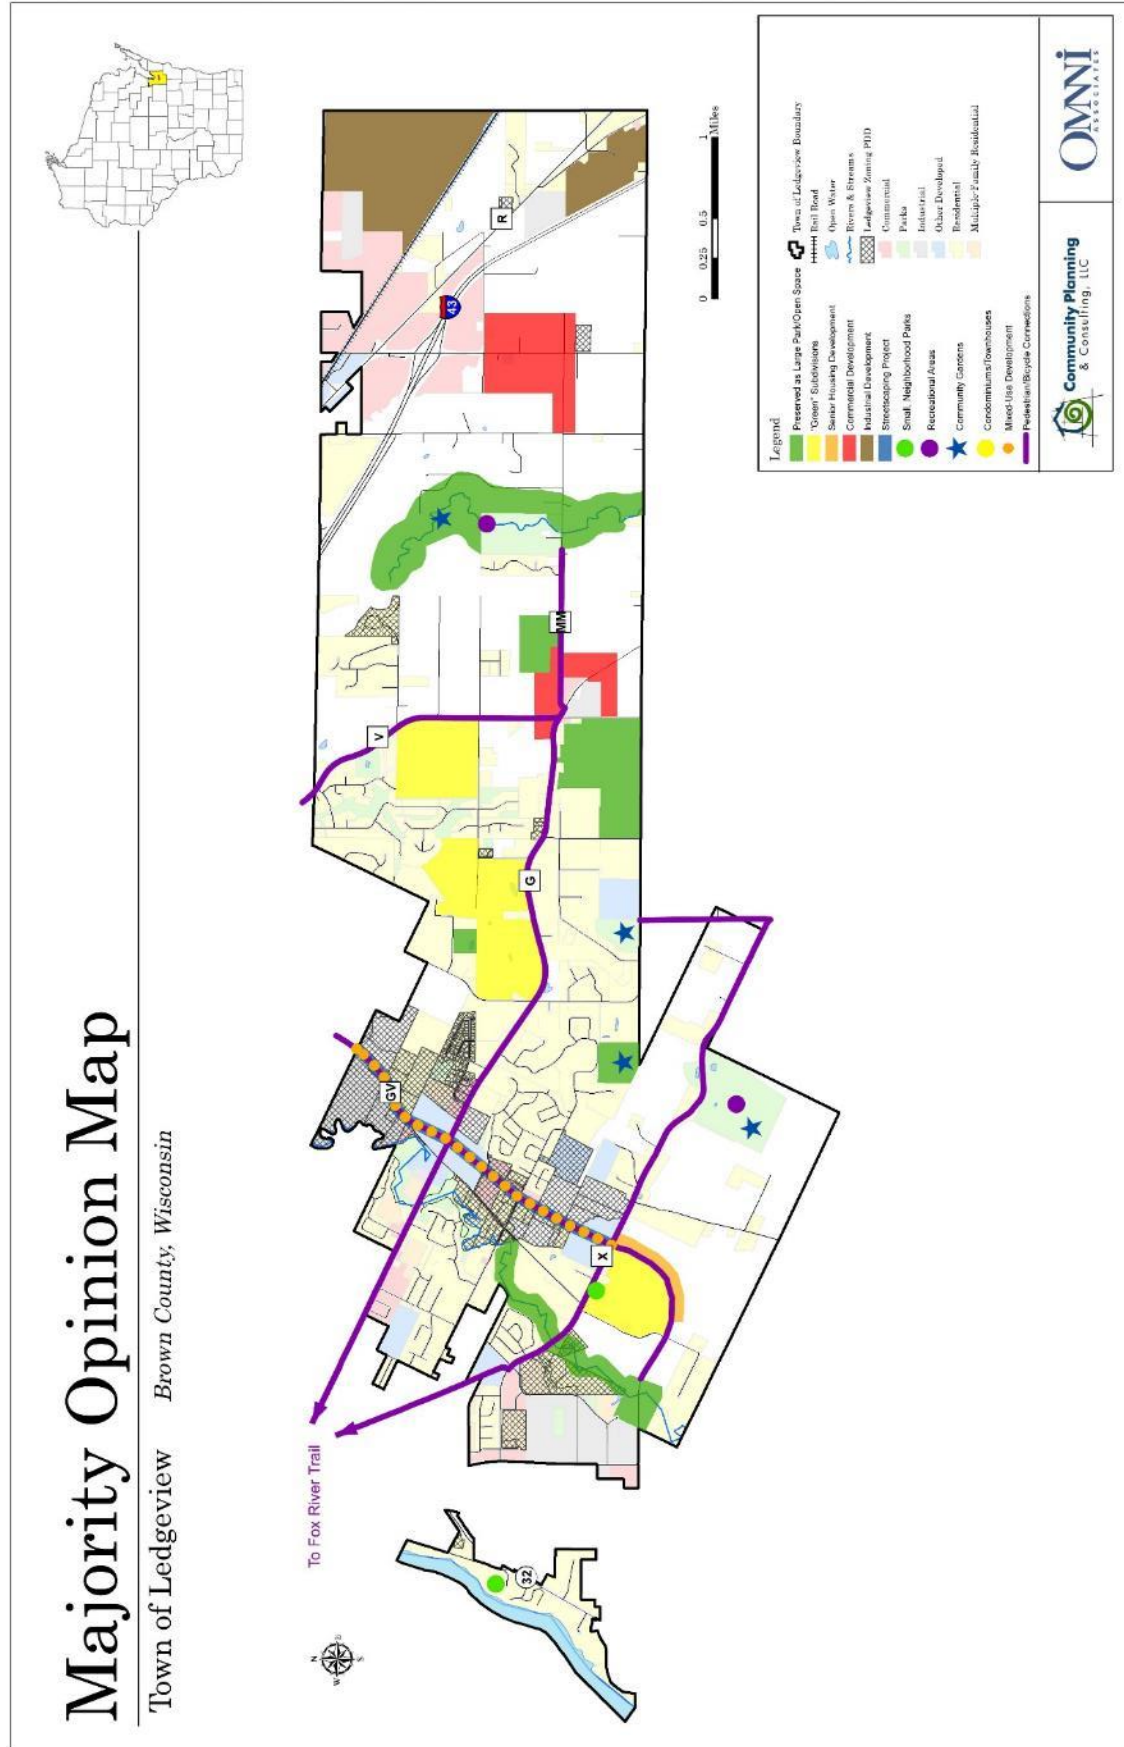 Majority Opinion Map
Town of Ledgeview
Brown County, Wisconsin
N
W
E
S
To Fox River Trail
32
GV
X
G
V
MM
43
R
0
0.25
0.5
1
Miles
Legend
Preserved as Large Park/Open Space
"Green" Subdivisions
Senior Housing Development
Commercial Development
Industrial Development
Streetscaping Project
Small, Neighborhood Parks
Recreational Areas
Community Gardens
Condominiums/Townhouses
Mixed-Use Development
Pedestrian/Bicycle Connections
Town of Ledgeview Boundary
Rail Road
Open Water
Rivers & Streams
Ledgeview Zoning PDD
Commercial
Parks
Industrial
Other Developed
Residential
Multiple Family Residential
Community Planning
& Consulting, LLC
OMNNI
ASSOCIATES